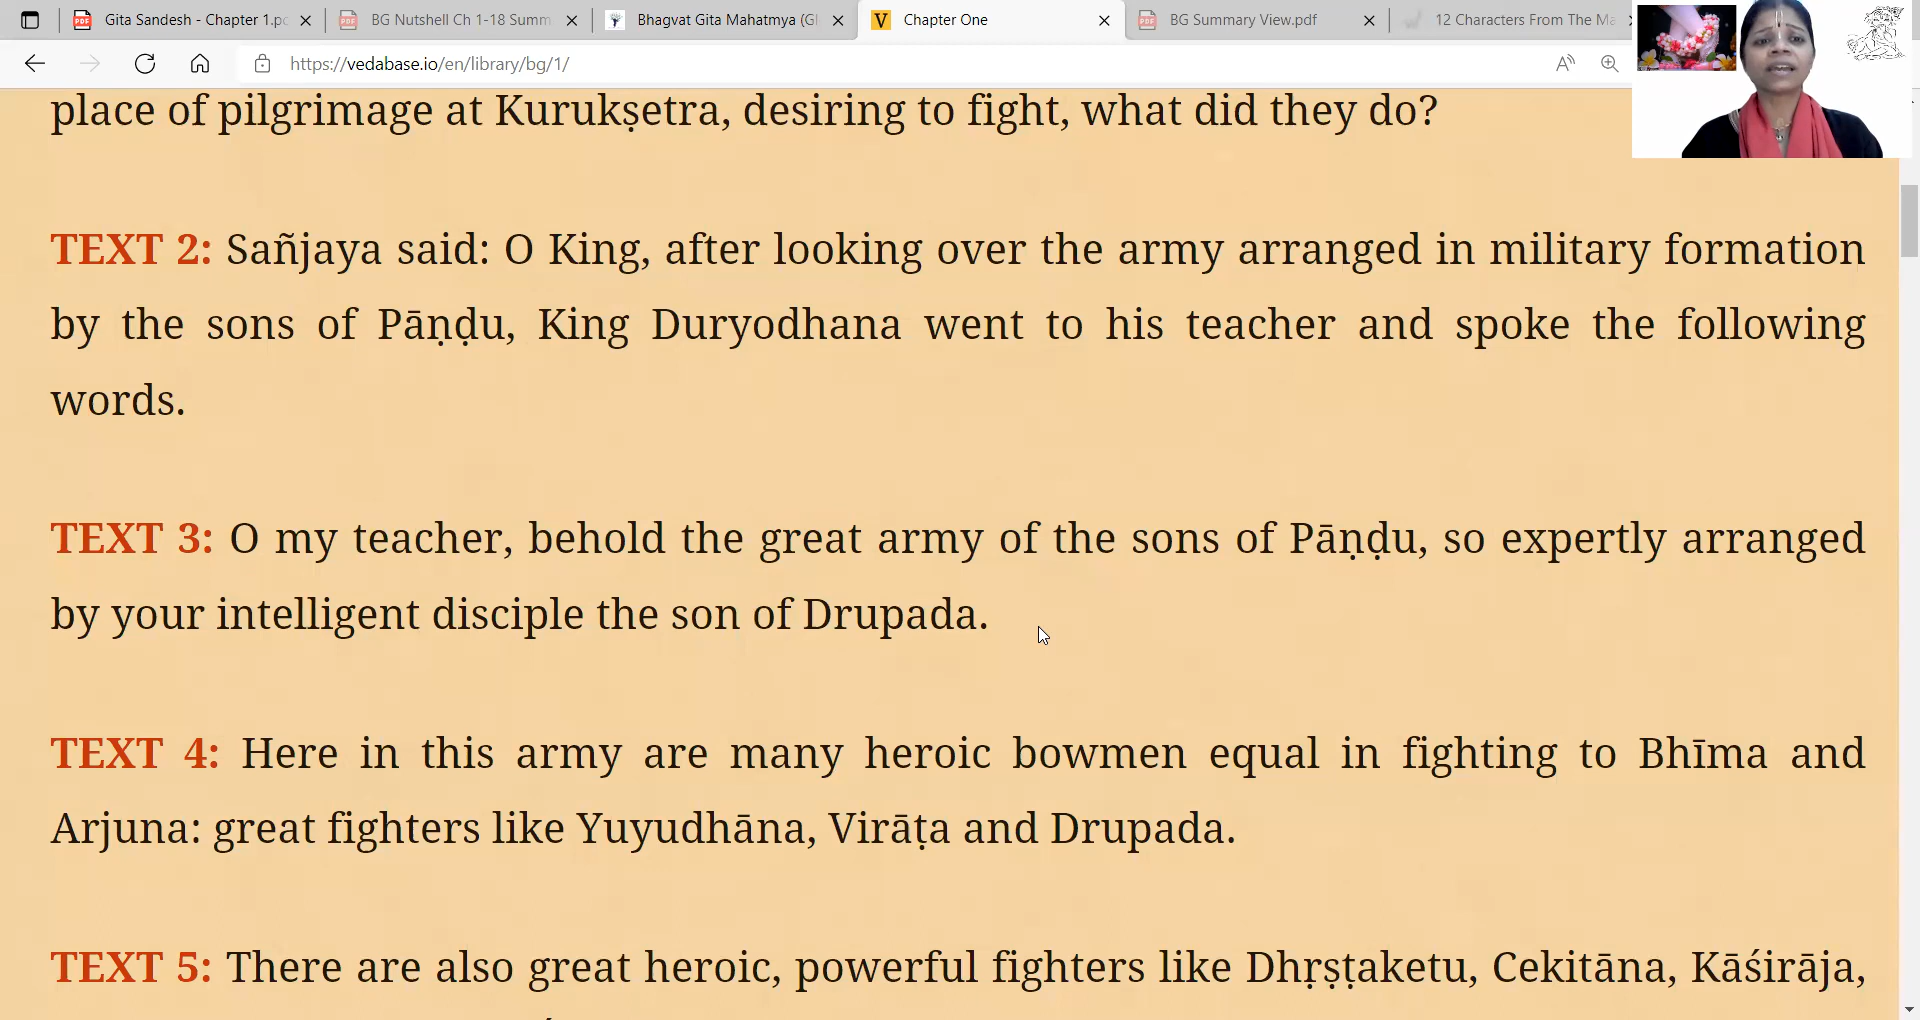 Gita Sandesh - Chapter 1.pc
BG Nutshell Ch 1-18 Summ
Bhagvat Gita Mahatmya (Gl
Chapter One
BG Summary View.pdf
12 Characters From The Ma
https://vedabase.io/en/library/bg/1/
place of pilgrimage at Kurukṣetra, desiring to fight, what did they do?
TEXT 2: Sañjaya said: O King, after looking over the army arranged in military formation
by the sons of Pāṇḍu, King Duryodhana went to his teacher and spoke the following
words.
TEXT 3: O my teacher, behold the great army of the sons of Pāṇḍu, so expertly arranged
by your intelligent disciple the son of Drupada.
TEXT 4: Here in this army are many heroic bowmen equal in fighting to Bhīma and
Arjuna: great fighters like Yuyudhāna, Virāṭa and Drupada.
TEXT 5: There are also great heroic, powerful fighters like Dhṛṣṭaketu, Cekitāna, Kāśirāja,